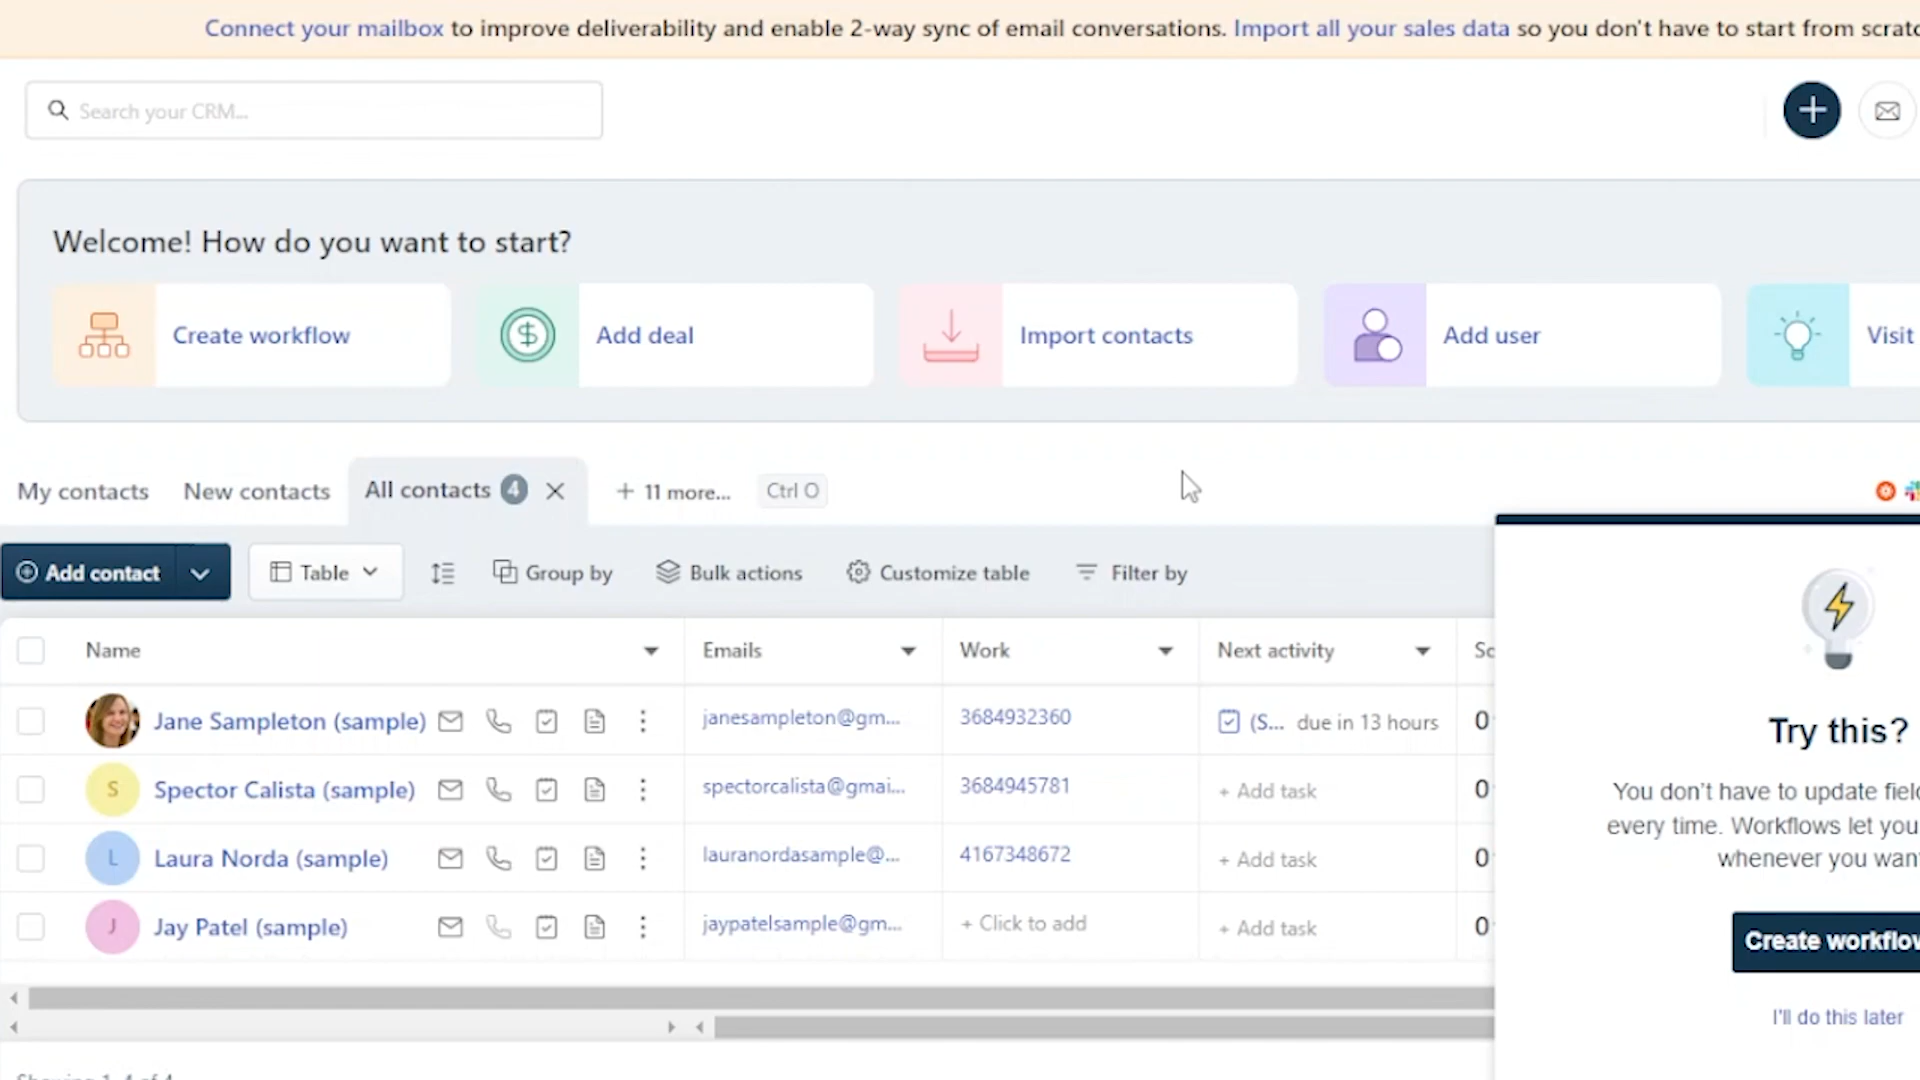 Connect your mailbox to improve deliverability and enable 2-way sync of email conversations. Import all your sales data so you don't have to start from
Search your CRM...
Welcome! How do you want to start?
Create workflow
Add deal
Import contacts
Add user
Visit
My contacts
New contacts
All contacts 4
+ 11 more...
Ctrl O
Add contact
Table
Group by
Bulk actions
Customize table
Filter by
Name
Emails
Work
Next activity
Jane Sampleton (sample)
janesampleton@gm...
3684932360
(S... due in 13 hours
0
S
Spector Calista (sample)
spectorcalista@gmai...
3684945781
+ Add task
0
L
Laura Norda (sample)
lauranordasample@...
4167348672
+ Add task
0
J
Jay Patel (sample)
jaypatelsample@gm...
+ Click to add
+ Add task
0
Try this?
You don't have to update
every time. Workflows let you
whenever you
Create
I'll do this later